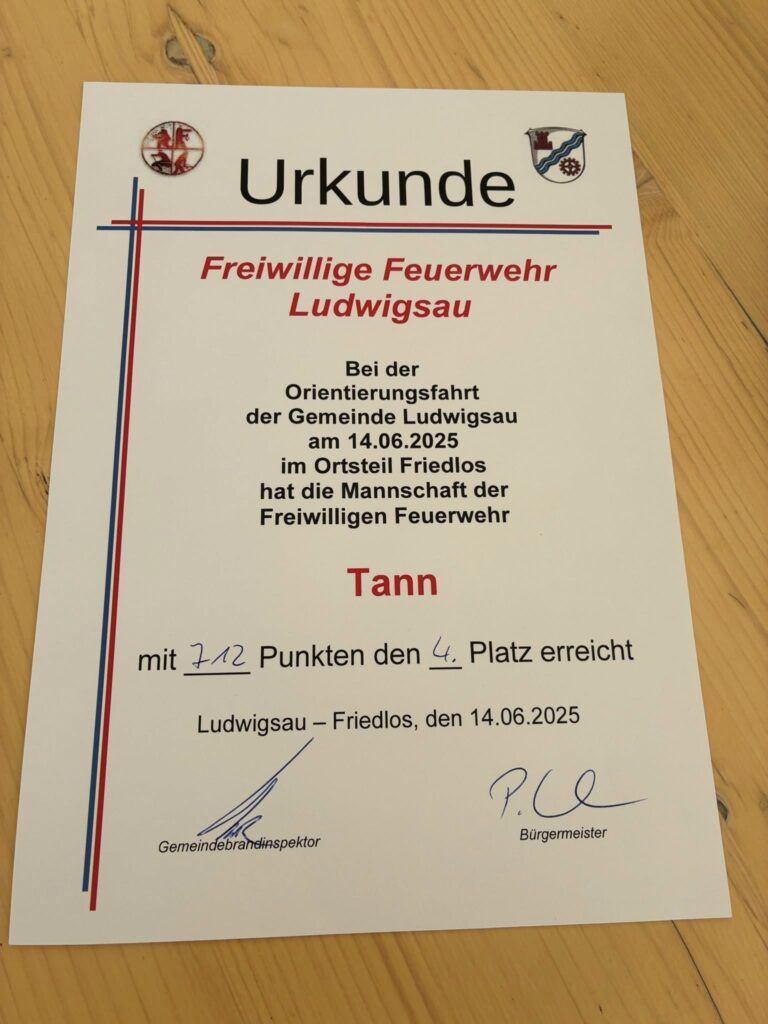 Urkunde
Freiwillige Feuerwehr
Ludwigsau
Bei der
Orientierungsfahrt
der Gemeinde Ludwigsau
am 14.06.2025
im Ortsteil Friedlos
hat die Mannschaft der
Freiwilligen Feuerwehr
Tann
mit 712 Punkten den 4. Platz erreicht
Ludwigsau – Friedlos, den 14.06.2025
Gemeindebrandinspektor
Bürgermeister